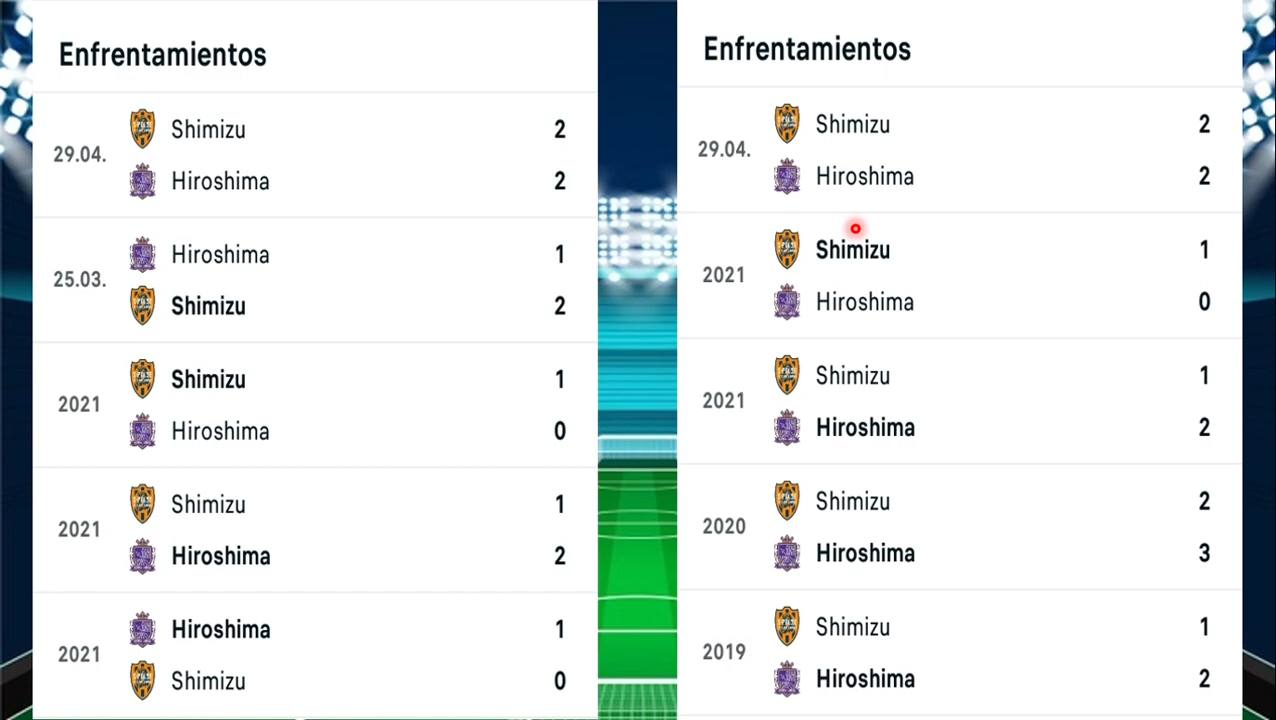 Enfrentamientos
29.04.
Shimizu 2
Hiroshima 2
25.03.
Hiroshima 1
Shimizu 2
2021
Shimizu 1
Hiroshima 0
2021
Shimizu 1
Hiroshima 2
2021
Hiroshima 1
Shimizu 0
Enfrentamientos
29.04.
Shimizu 2
Hiroshima 2
2021
Shimizu 1
Hiroshima 0
2021
Shimizu 1
Hiroshima 2
2020
Shimizu 2
Hiroshima 3
2019
Shimizu 1
Hiroshima 2